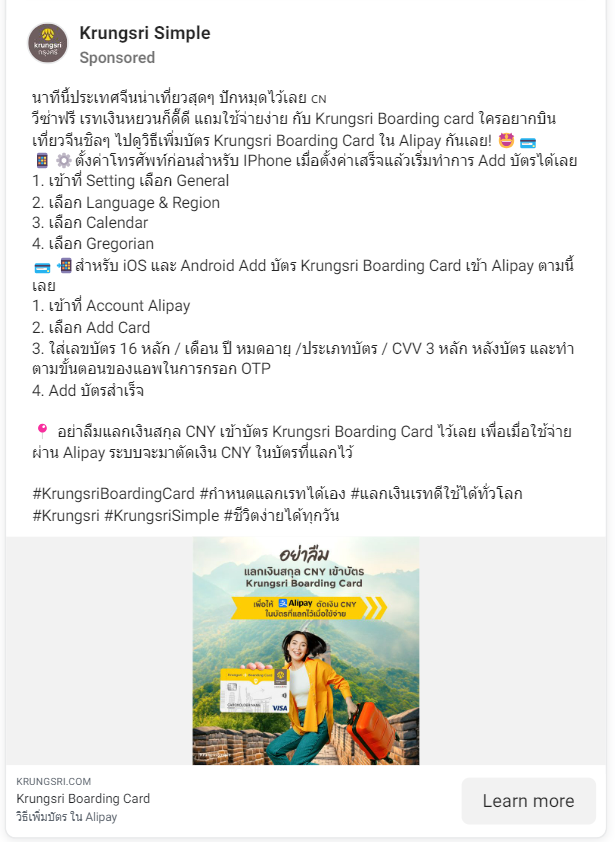 krungsri
กรุงศรี
Krungsri Simple
Sponsored
นาทีนี้ประเทศจีนน่าเที่ยวสุดๆ ปักหมุดไว้เลย CN
วีซ่าฟรี เรทเงินหยวนก็ดี๊ดี แถมใช้จ่ายง่าย กับ Krungsri Boarding card ใครอยากบิน
เที่ยวจีนชิลๆ ไปดูวิธีเพิ่มบัตร Krungsri Boarding Card ใน Alipay กันเลย! 🤩 💳
📱 ⚙️ตั้งค่าโทรศัพท์ก่อนสำหรับ IPhone เมื่อตั้งค่าเสร็จแล้วเริ่มทำการ Add บัตรได้เลย
1. เข้าที่ Setting เลือก General
2. เลือก Language & Region
3. เลือก Calendar
4. เลือก Gregorian
💳 📲สำหรับ iOS และ Android Add บัตร Krungsri Boarding Card เข้า Alipay ตามนี้
เลย
1. เข้าที่ Account Alipay
2. เลือก Add Card
3. ใส่เลขบัตร 16 หลัก / เดือน ปี หมดอายุ /ประเภทบัตร / CVV 3 หลัก หลังบัตร และทำ
ตามขั้นตอนของแอพในการกรอก OTP
4. Add บัตรสำเร็จ
📍 อย่าลืมแลกเงินสกุล CNY เข้าบัตร Krungsri Boarding Card ไว้เลย เพื่อเมื่อใช้จ่าย
ผ่าน Alipay ระบบจะมาตัดเงิน CNY ในบัตรที่แลกไว้
#KrungsriBoardingCard #กำหนดแลกเรทได้เอง #แลกเงินเรทดีใช้ได้ทั่วโลก
#Krungsri #KrungsriSimple #ชีวิตง่ายได้ทุกวัน
อย่าลืม
แลกเงินสกุล CNY เข้าบัตร
Krungsri Boarding Card
เพื่อให้ Alipay ตัดเงิน CNY
ในบัตรที่แลกไว้เมื่อใช้จ่าย
Krungsri Boarding Card
CARDHOLDER NAME
VISA
KRUNGSRI.COM
Krungsri Boarding Card
วิธีเพิ่มบัตร ใน Alipay
Learn more